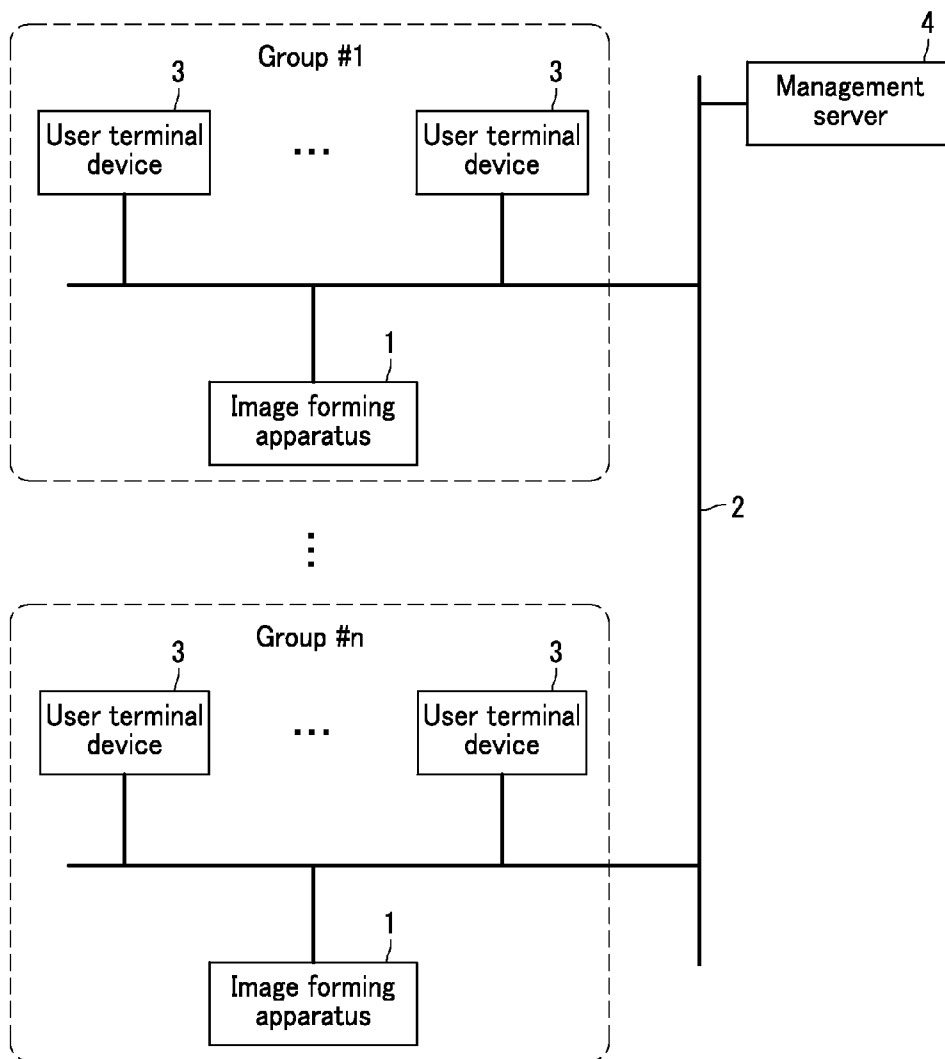 Group #1
4
Management
server
3
3
User terminal
device
...
User terminal
device
1
Image forming
apparatus
2
Group #n
3
3
User terminal
device
...
User terminal
device
1
Image forming
apparatus